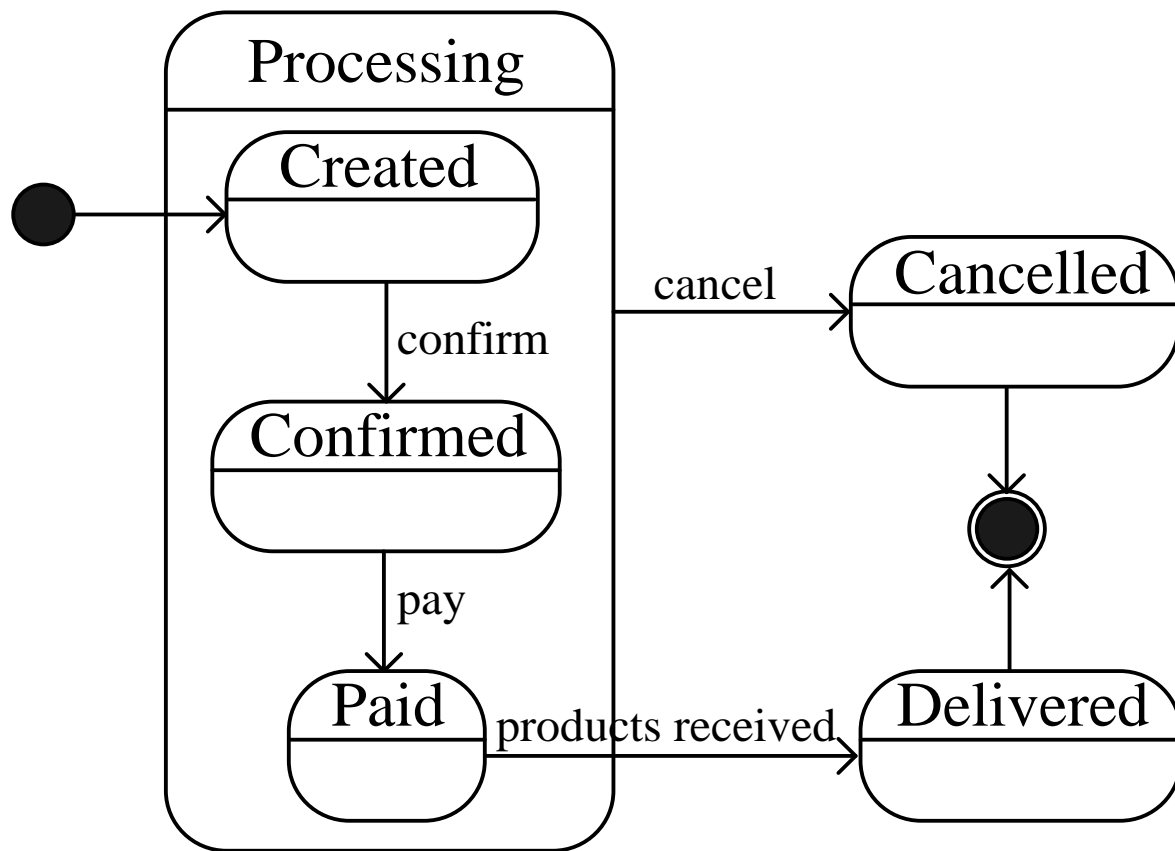 Processing
Created
confirm
Confirmed
pay
Paid
cancel
Cancelled
products received
Delivered